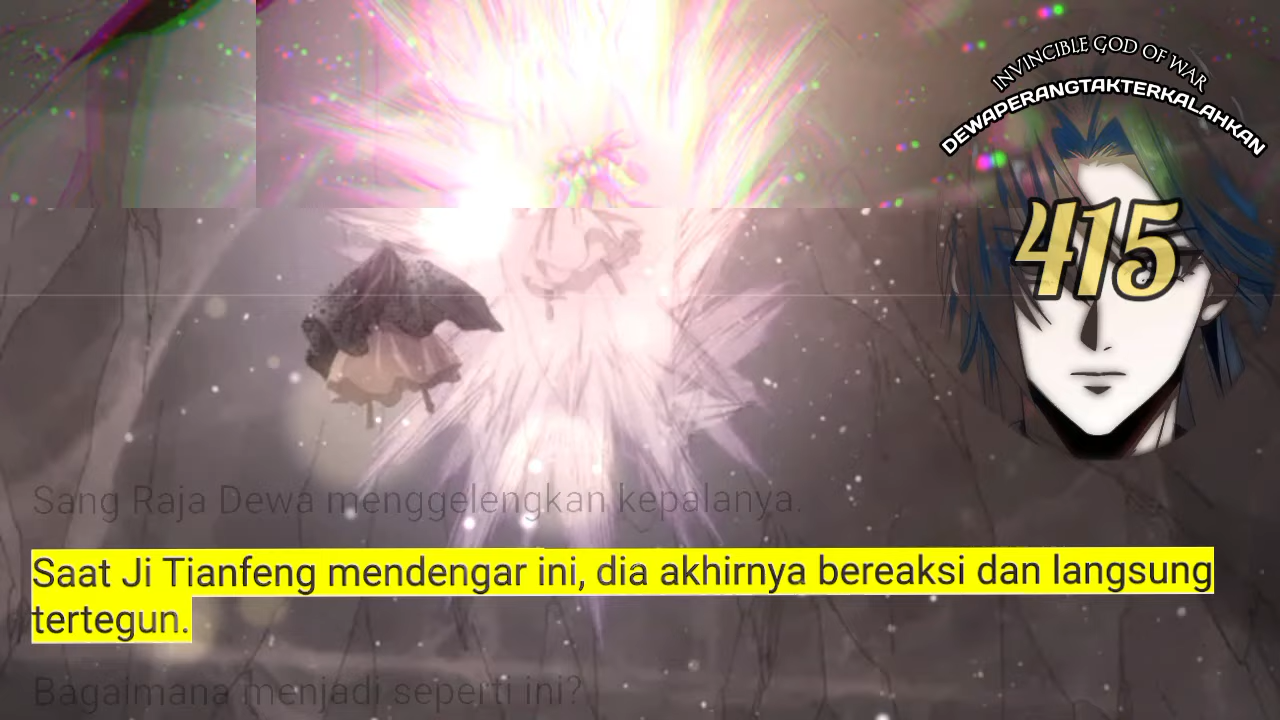 INVINCIBLE GOD OF WAR
DEWAPERANGTAKTERKALAHKAN
415
Sang Raja Dewa menggelengkan kepalanya.
Saat Ji Tianfeng mendengar ini, dia akhirnya bereaksi dan langsung
tertegun.
Bagaimana menjadi seperti ini?